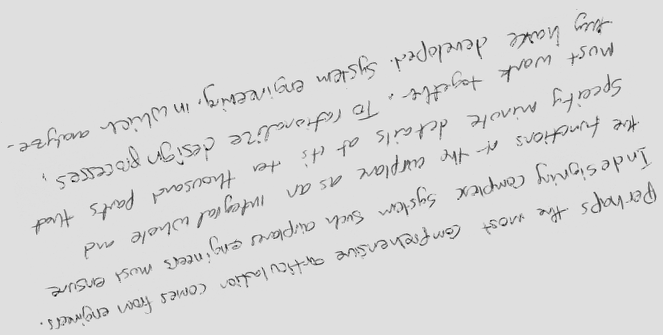 Perhaps the most comprehensive articulation comes from engineers.
Indesigning complex system such airplanes engineers must ensure
the functions of the airplane as an integral whole and
Specify minute details of it's ten thousand parts that
must work together. To rationalize design processes,
they have developed. System engineering, in which analyze-